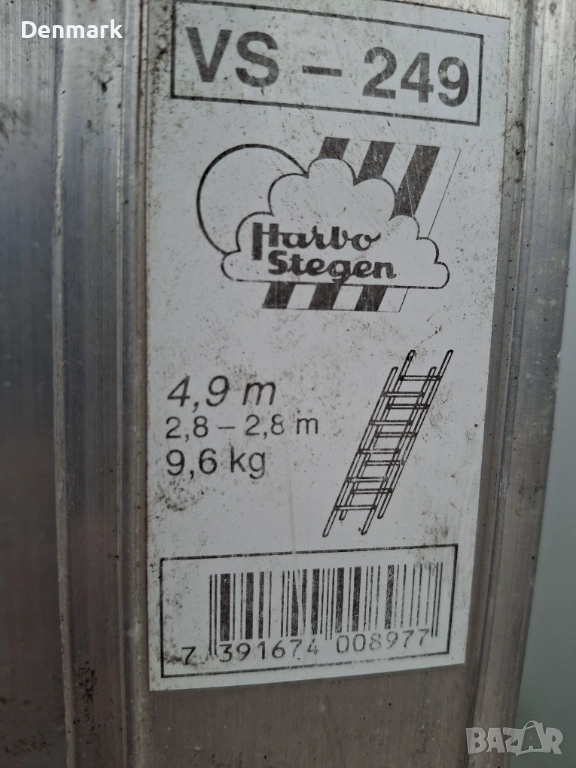 Denmark
VS – 249
Harbo
Stegen
4,9 m
2,8 – 2,8 m
9,6 kg
7 391674 008977
BAZAR